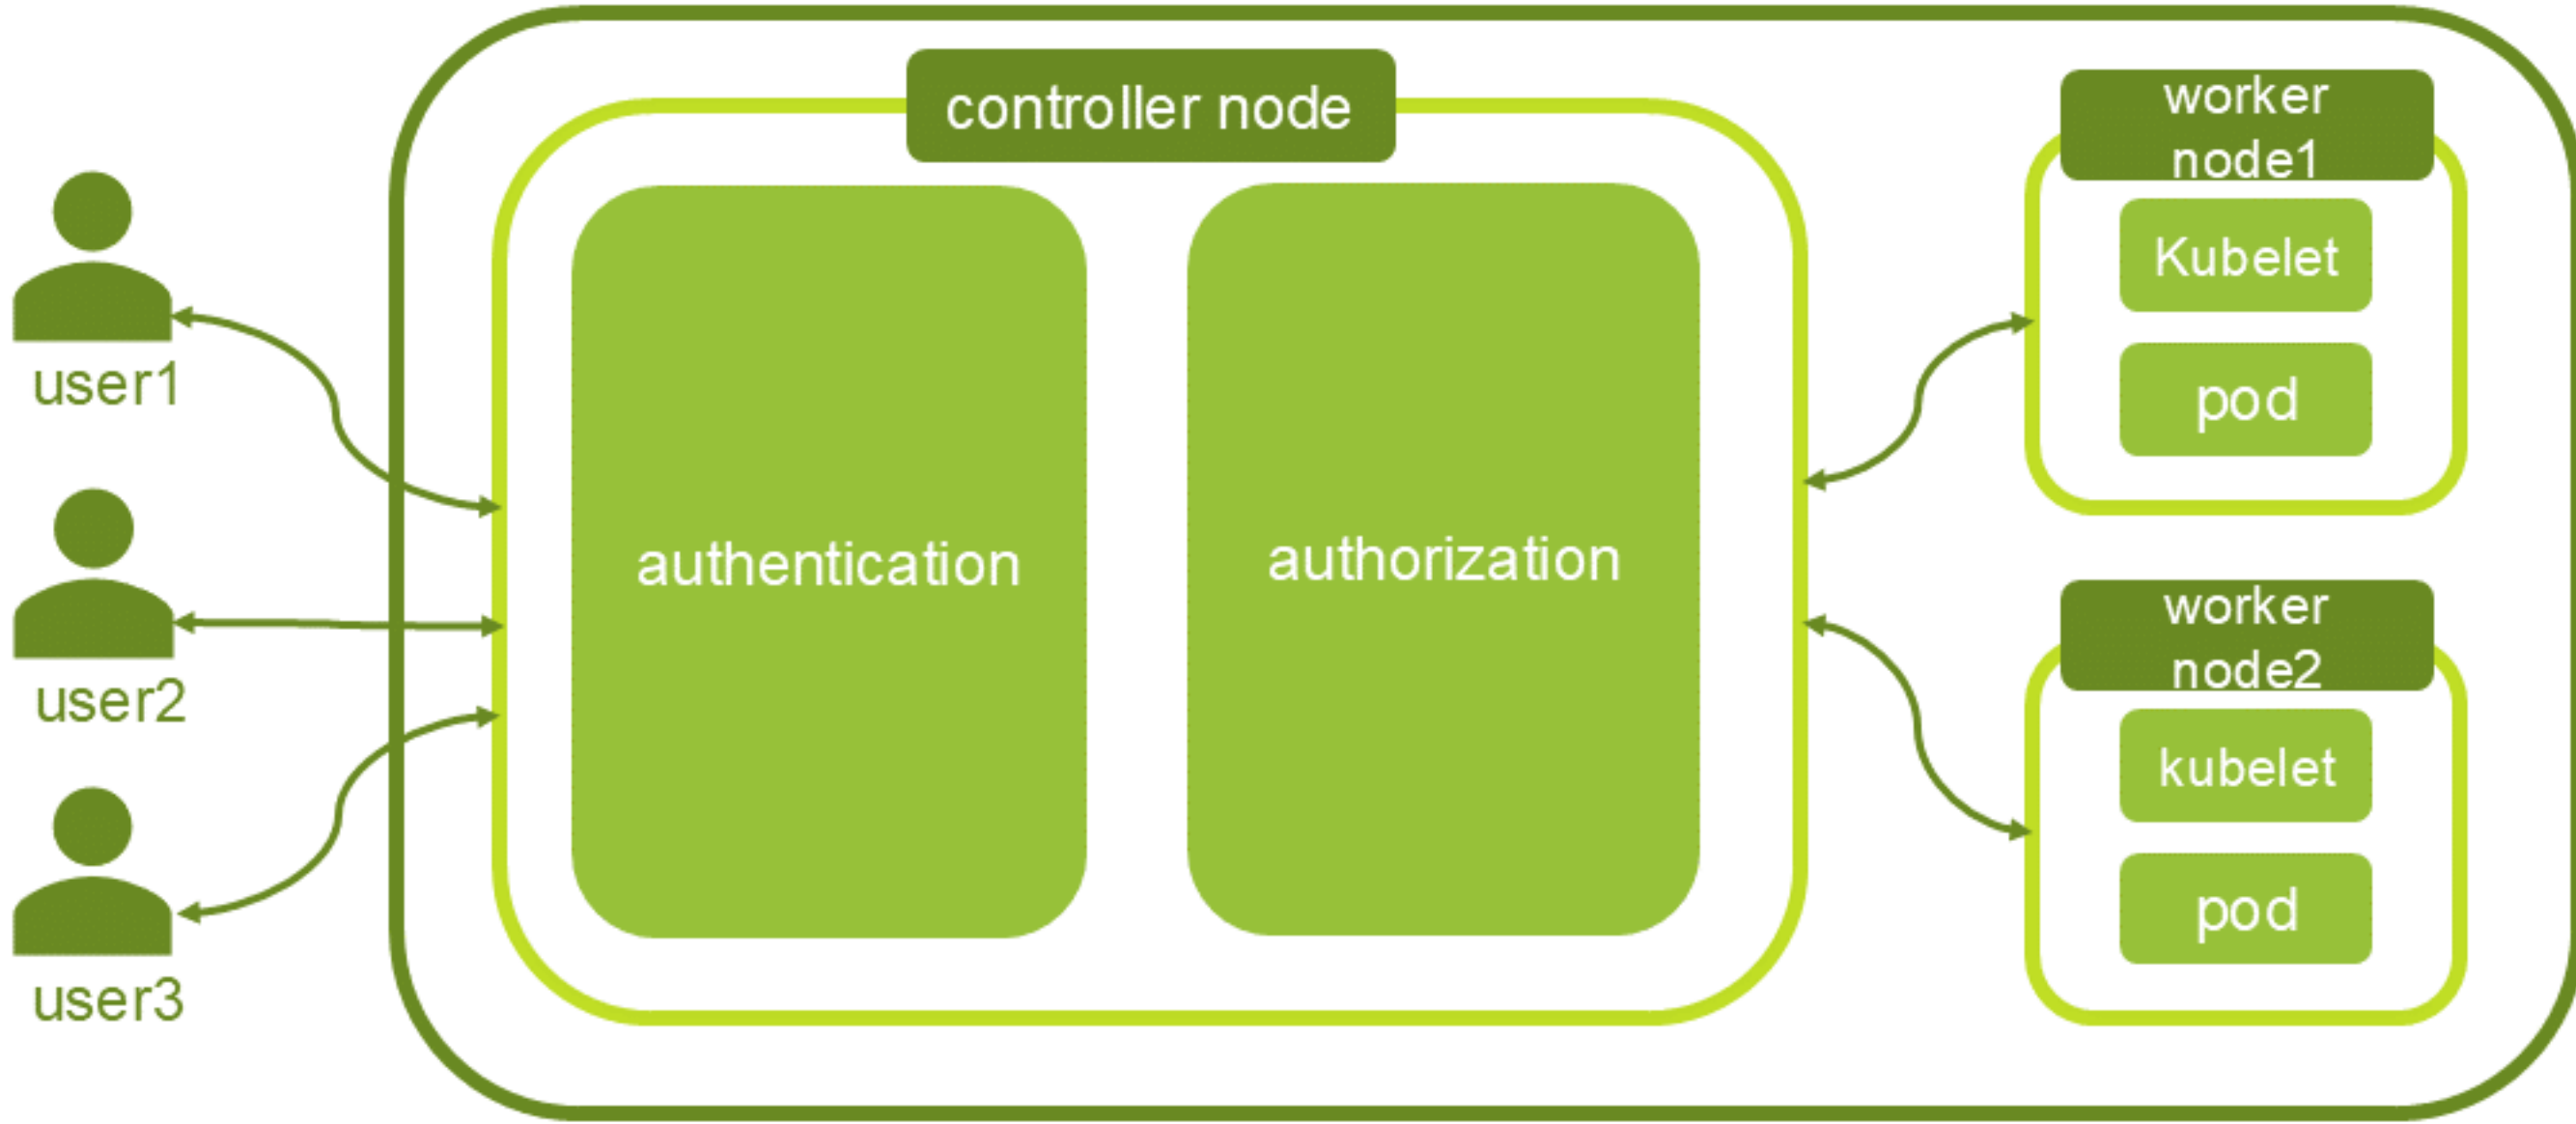 controller node
worker
node1
Kubelet
pod
user1
authentication
authorization
worker
node2
kubelet
pod
user2
user3